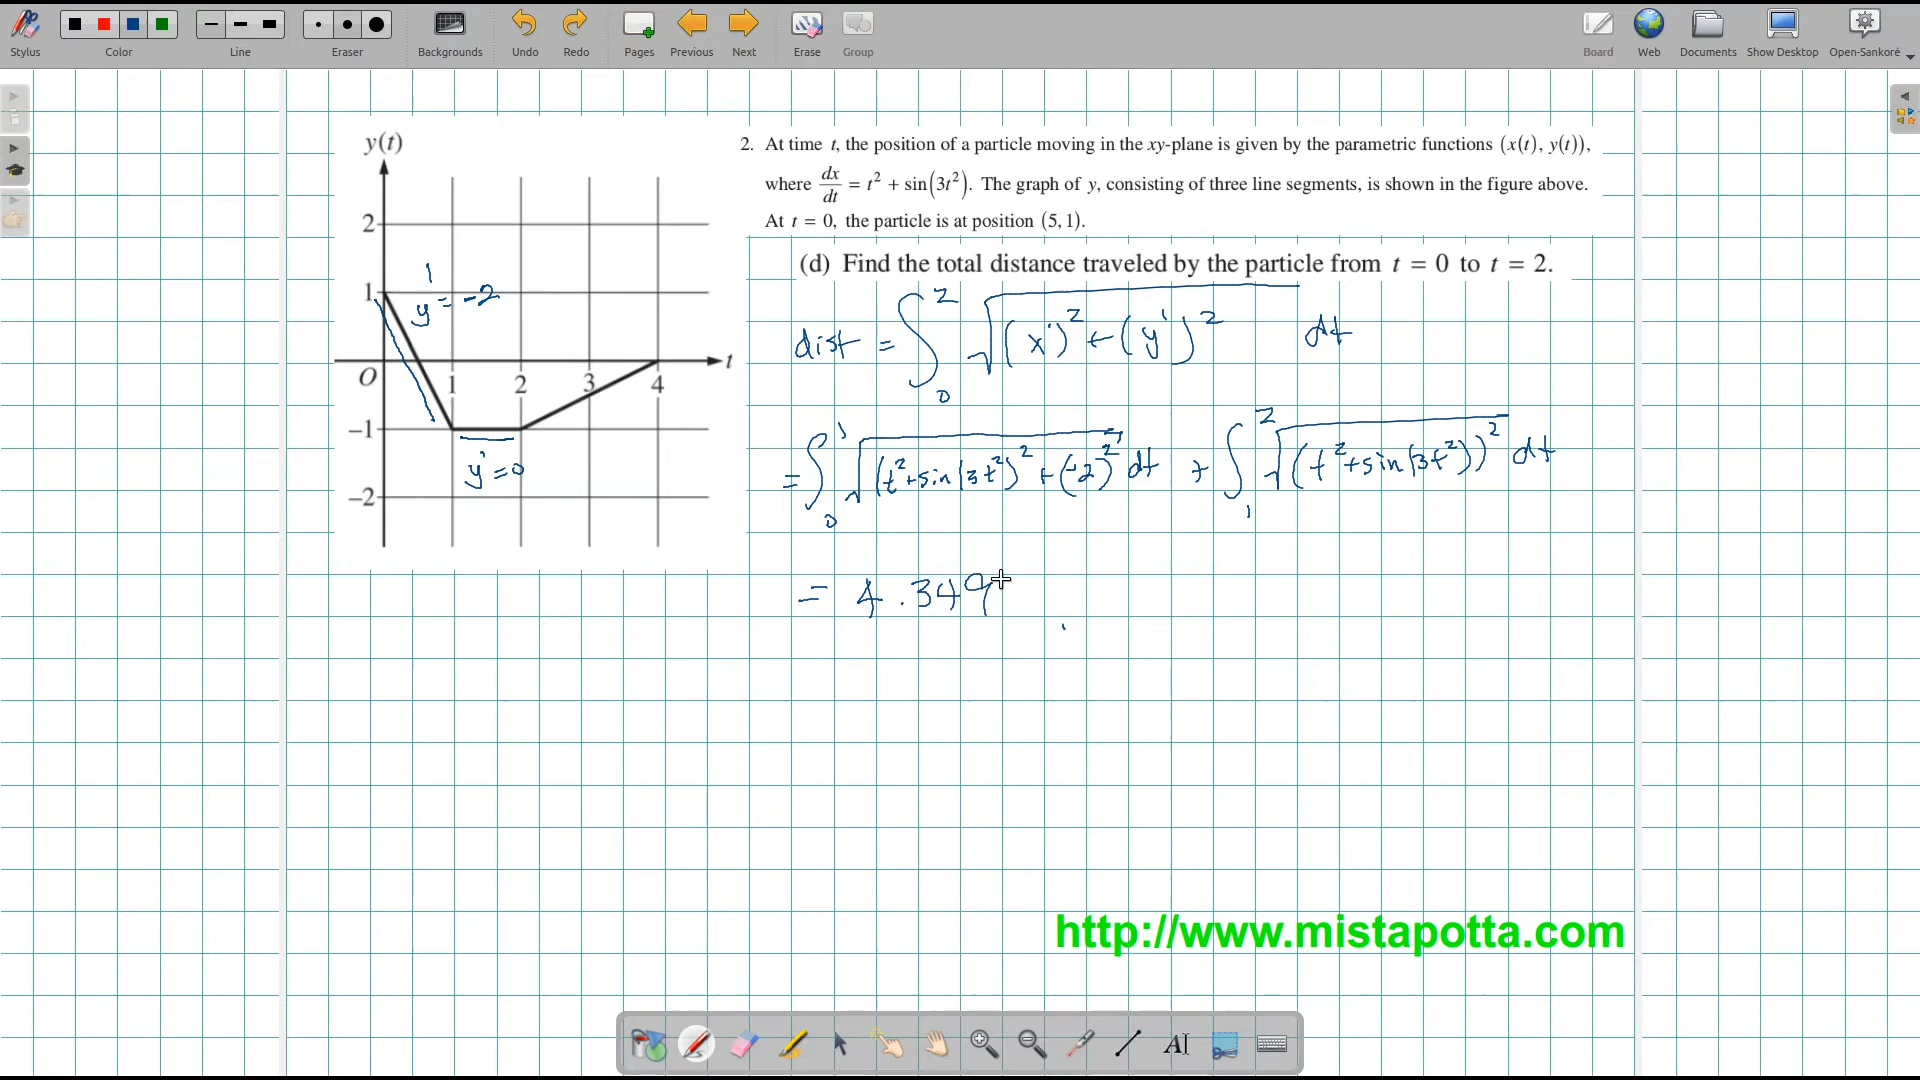 Stylus Color Line Eraser Backgrounds Undo Redo Pages Previous Next Erase Group Board Web Documents Show Desktop Open-Sankoré
y(t)
2
1
O 1 2 3 4 t
−1
−2
y' = -2
y' = 0
2. At time t, the position of a particle moving in the xy-plane is given by the parametric functions (x(t), y(t)),
where dx/dt = t² + sin(3t²). The graph of y, consisting of three line segments, is shown in the figure above.
At t = 0, the particle is at position (5, 1).
(d) Find the total distance traveled by the particle from t = 0 to t = 2.
dist = ∫₀² √((x')² + (y')²) dt
= ∫₀¹ √((t²+sin(3t²)² + (-2)²) dt + ∫₁² √((t²+sin(3t²))²) dt
= 4.349
http://www.mistapotta.com
AI